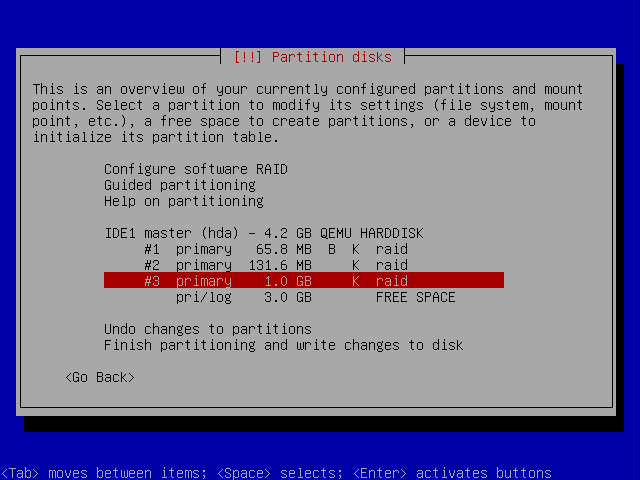 [!!] Partition disks
This is an overview of your currently configured partitions and mount
points. Select a partition to modify its settings (file system, mount
point, etc.), a free space to create partitions, or a device to
initialize its partition table.
Configure software RAID
Guided partitioning
Help on partitioning
IDE1 master (hda) - 4.2 GB QEMU HARDDISK
#1 primary 65.8 MB B K raid
#2 primary 131.6 MB K raid
#3 primary 1.0 GB K raid
pri/log 3.0 GB FREE SPACE
Undo changes to partitions
Finish partitioning and write changes to disk
<Go Back>
<Tab> moves between items; <Space> selects; <Enter> activates buttons